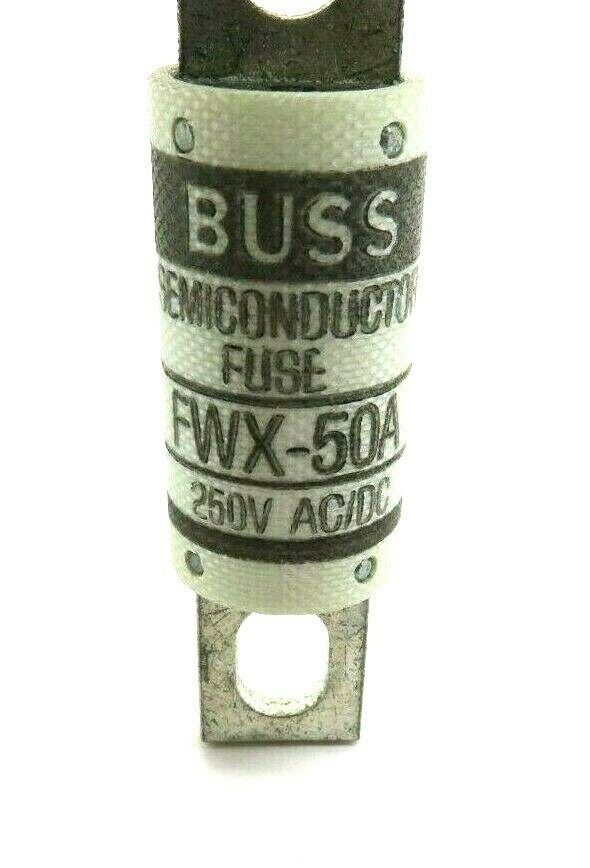 BUSS
SEMICONDUCTOR
FUSE
FWX-50A
250V AC/DC